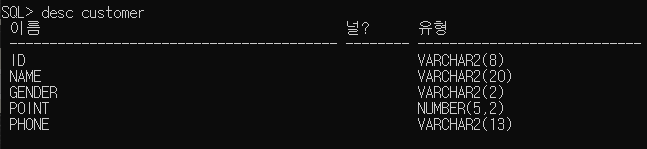 SQL> desc customer
이름 널? 유형
----------------------------------------- -------- ----------------------------
ID VARCHAR2(8)
NAME VARCHAR2(20)
GENDER VARCHAR2(2)
POINT NUMBER(5,2)
PHONE VARCHAR2(13)